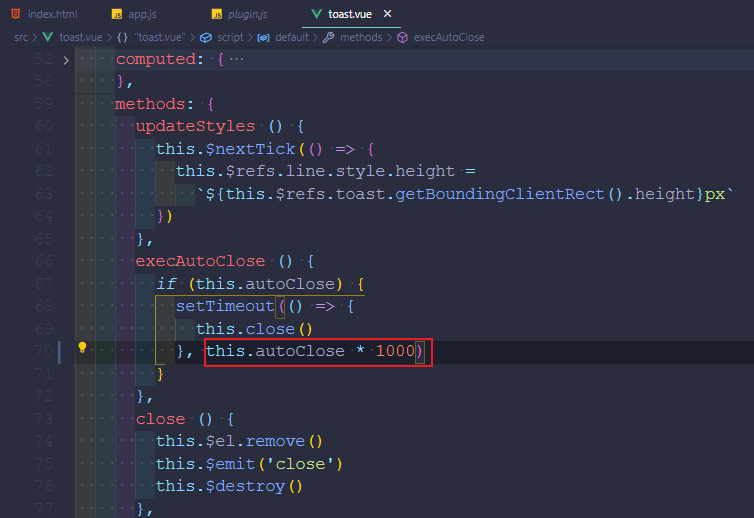 index.html app.js plugin.js toast.vue
src > toast.vue > {} "toast.vue" > script > default > methods > execAutoClose
52 computed: {…
58 },
59 methods: {
60 updateStyles () {
61 this.$nextTick(() => {
62 this.$refs.line.style.height =
63 `${this.$refs.toast.getBoundingClientRect().height}px`
64 })
65 },
66 execAutoClose () {
67 if (this.autoClose) {
68 setTimeout(() => {
69 this.close()
70 }, this.autoClose * 1000)
71 }
72 },
73 close () {
74 this.$el.remove()
75 this.$emit('close')
76 this.$destroy()
77 },